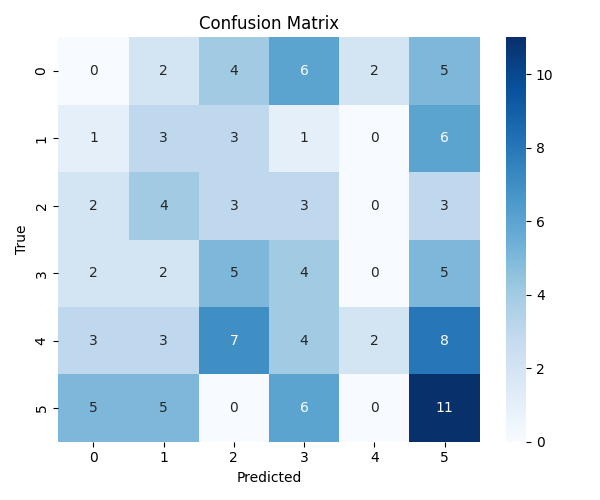 Confusion Matrix
0 0 2 4 6 2 5
1 1 3 3 1 0 6
2 2 4 3 3 0 3
3 2 2 5 4 0 5
4 3 3 7 4 2 8
5 5 5 0 6 0 11
0 1 2 3 4 5
True
Predicted
10
8
6
4
2
0